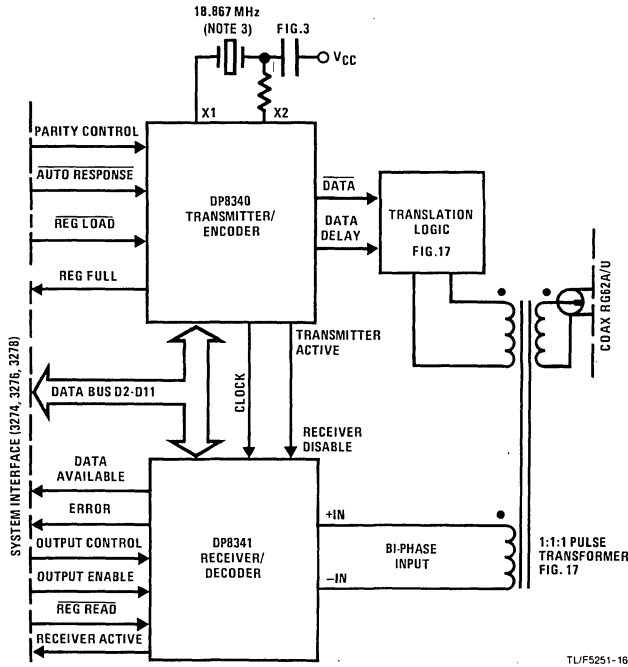 18.867 MHz
(NOTE 3)
FIG.3
VCC
X1
X2
PARITY CONTROL
AUTO RESPONSE
REG LOAD
REG FULL
DP8340
TRANSMITTER/
ENCODER
DATA
DATA
DELAY
TRANSLATION
LOGIC
FIG.17
COAX RG62A/U
TRANSMITTER
ACTIVE
DATA BUS D2-D11
CLOCK
RECEIVER
DISABLE
SYSTEM INTERFACE (3274, 3276, 3278)
DATA
AVAILABLE
ERROR
OUTPUT CONTROL
OUTPUT ENABLE
REG READ
RECEIVER ACTIVE
DP8341
RECEIVER/
DECODER
+IN
BI-PHASE
INPUT
−IN
1:1:1 PULSE
TRANSFORMER
FIG. 17
TL/F5251-16